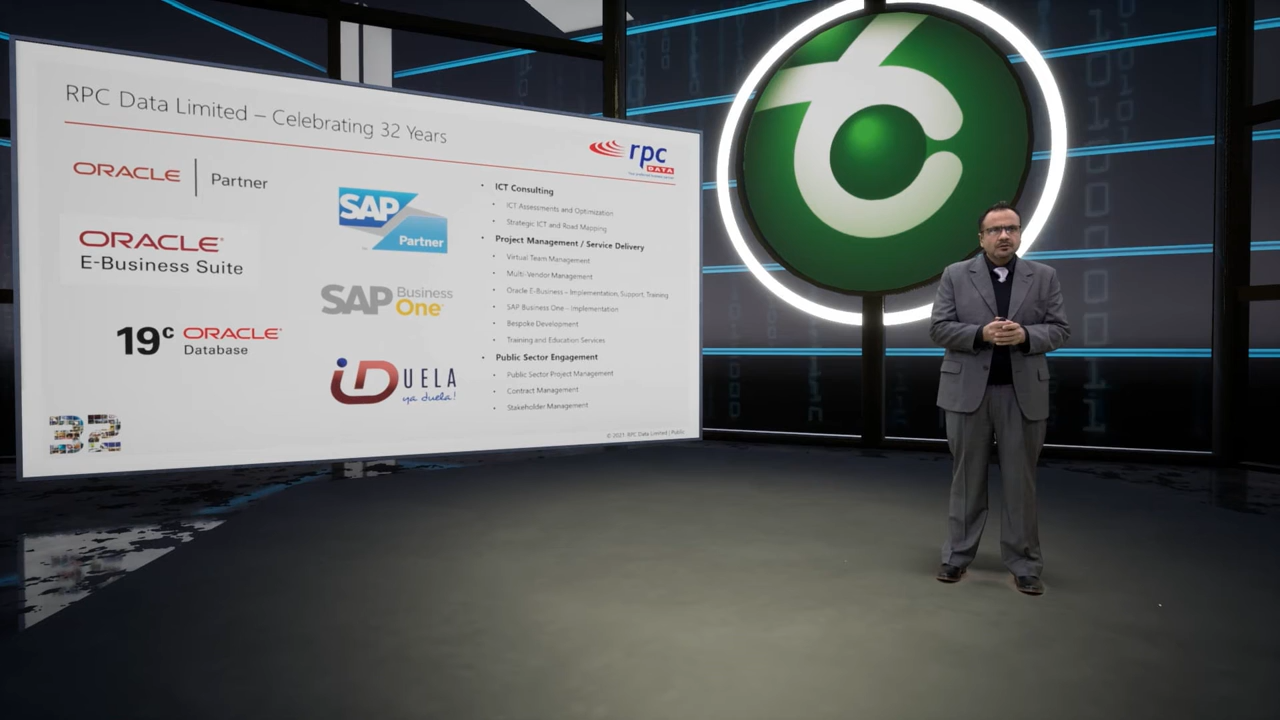 RPC Data Limited – Celebrating 32 Years
rpc
DATA
ORACLE | Partner
ORACLE
E-Business Suite
19c ORACLE
Database
32
SAP
Partner
SAP Business
One
iDUELA
ya duela!
• ICT Consulting
• ICT Assessments and Optimization
• Strategic ICT and Road Mapping
• Project Management / Service Delivery
• Virtual Team Management
• Multi-Vendor Management
• Oracle E-Business – Implementation, Support, Training
• SAP Business One – Implementation
• Bespoke Development
• Training and Education Services
• Public Sector Engagement
• Public Sector Project Management
• Contract Management
• Stakeholder Management
© 2021 RPC Data Limited | Public